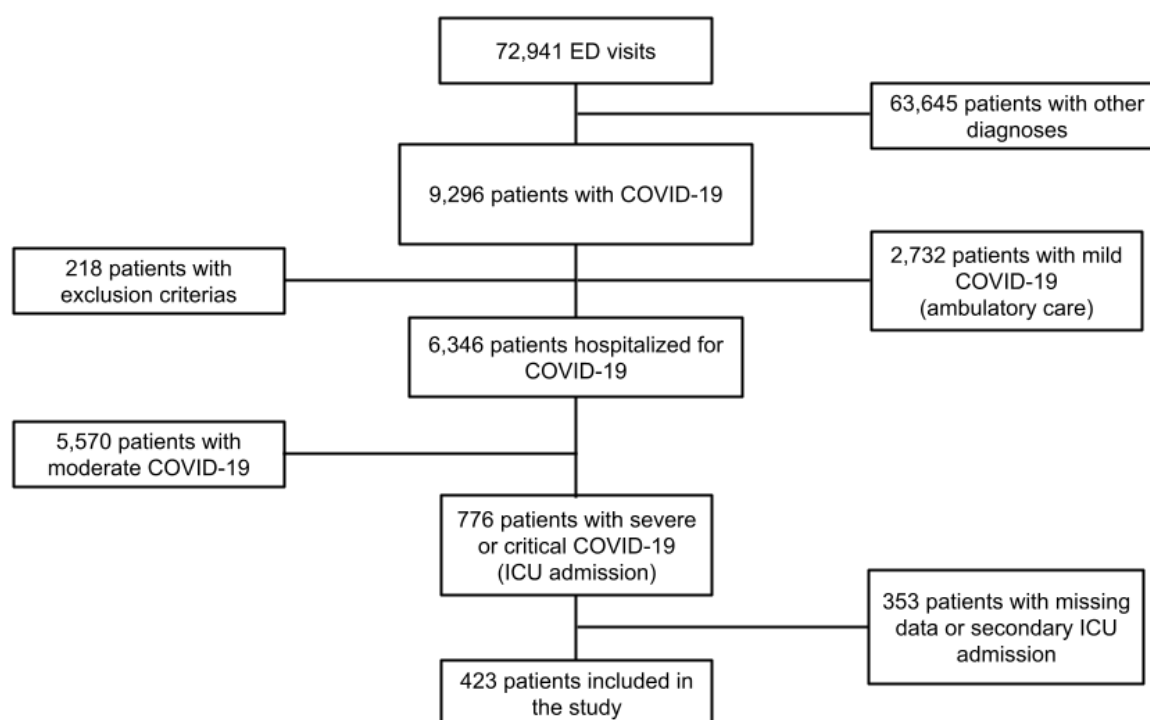 72,941 ED visits
63,645 patients with other
diagnoses
9,296 patients with COVID-19
218 patients with
exclusion criterias
2,732 patients with mild
COVID-19
(ambulatory care)
6,346 patients hospitalized for
COVID-19
5,570 patients with
moderate COVID-19
776 patients with severe
or critical COVID-19
(ICU admission)
353 patients with missing
data or secondary ICU
admission
423 patients included in
the study